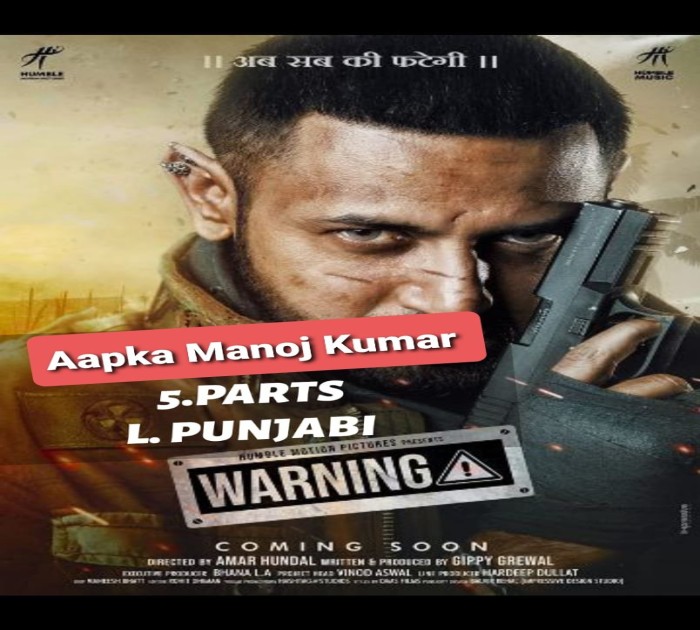 HUMBLE
HUMBLE
MUSIC
|| अब सब की फटेगी ||
Aapka Manoj Kumar
5.PARTS
L. PUNJABI
HUMBLE MOTION PICTURES PRESENTS
WARNING
COMING SOON
DIRECTED BY AMAR HUNDAL WRITTEN & PRODUCED BY GIPPY GREWAL
EXECUTIVE PRODUCER BHANA L.A PROJECT HEAD VINOD ASWAL LINE PRODUCER HARDEEP DULLAT